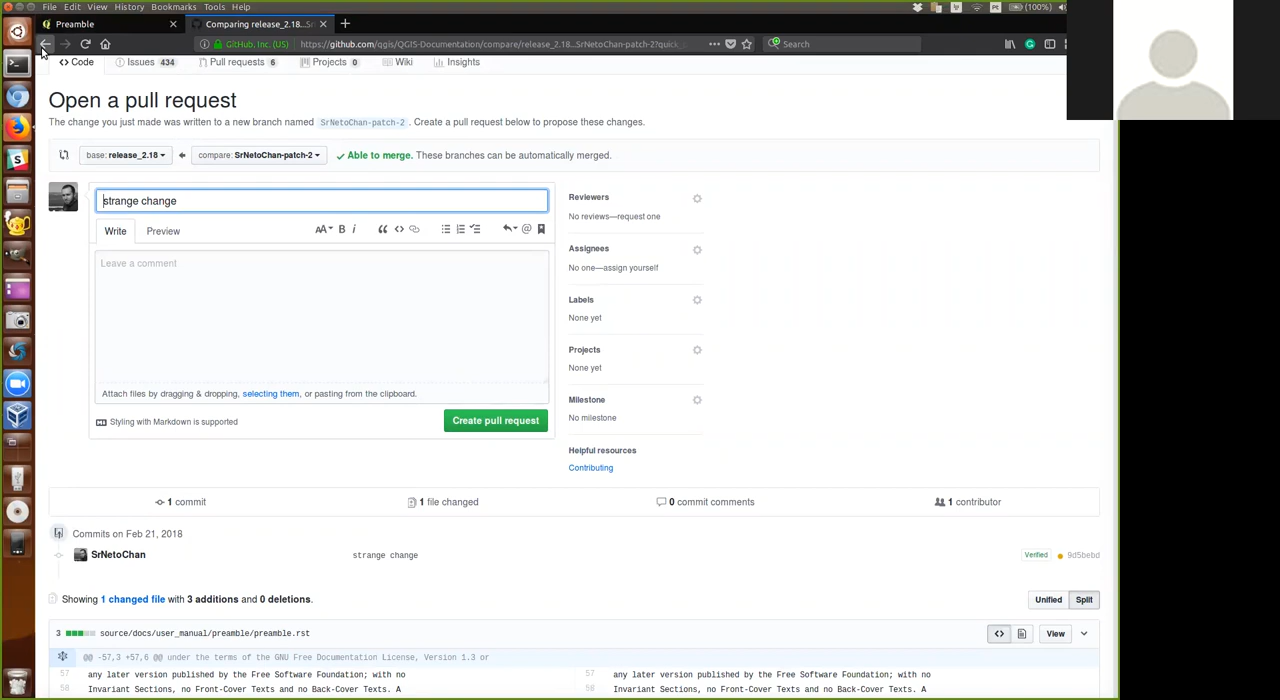 File Edit View History Bookmarks Tools Help
(100%)
Preamble
Comparing release_2.18...Sr
GitHub, Inc. (US)
https://github.com/qgis/QGIS-Documentation/compare/release_2.18...SrNetoChan-patch-2?quick_
Search
Code
Issues 434
Pull requests 6
Projects 0
Wiki
Insights
Open a pull request
The change you just made was written to a new branch named SrNetoChan-patch-2 . Create a pull request below to propose these changes.
base: release_2.18
compare: SrNetoChan-patch-2
Able to merge. These branches can be automatically merged.
strange change
Write
Preview
AA B i
Leave a comment
Attach files by dragging & dropping, selecting them, or pasting from the clipboard.
Styling with Markdown is supported
Create pull request
Reviewers
No reviews—request one
Assignees
No one—assign yourself
Labels
None yet
Projects
None yet
Milestone
No milestone
Helpful resources
Contributing
1 commit
1 file changed
0 commit comments
1 contributor
Commits on Feb 21, 2018
SrNetoChan
strange change
Verified
9d5bebd
Showing 1 changed file with 3 additions and 0 deletions.
Unified
Split
3
source/docs/user_manual/preamble/preamble.rst
View
@@ -57,3 +57,6 @@ under the terms of the GNU Free Documentation License, Version 1.3 or
57 any later version published by the Free Software Foundation; with no
57 any later version published by the Free Software Foundation; with no
58 Invariant Sections, no Front-Cover Texts and no Back-Cover Texts. A
58 Invariant Sections, no Front-Cover Texts and no Back-Cover Texts. A